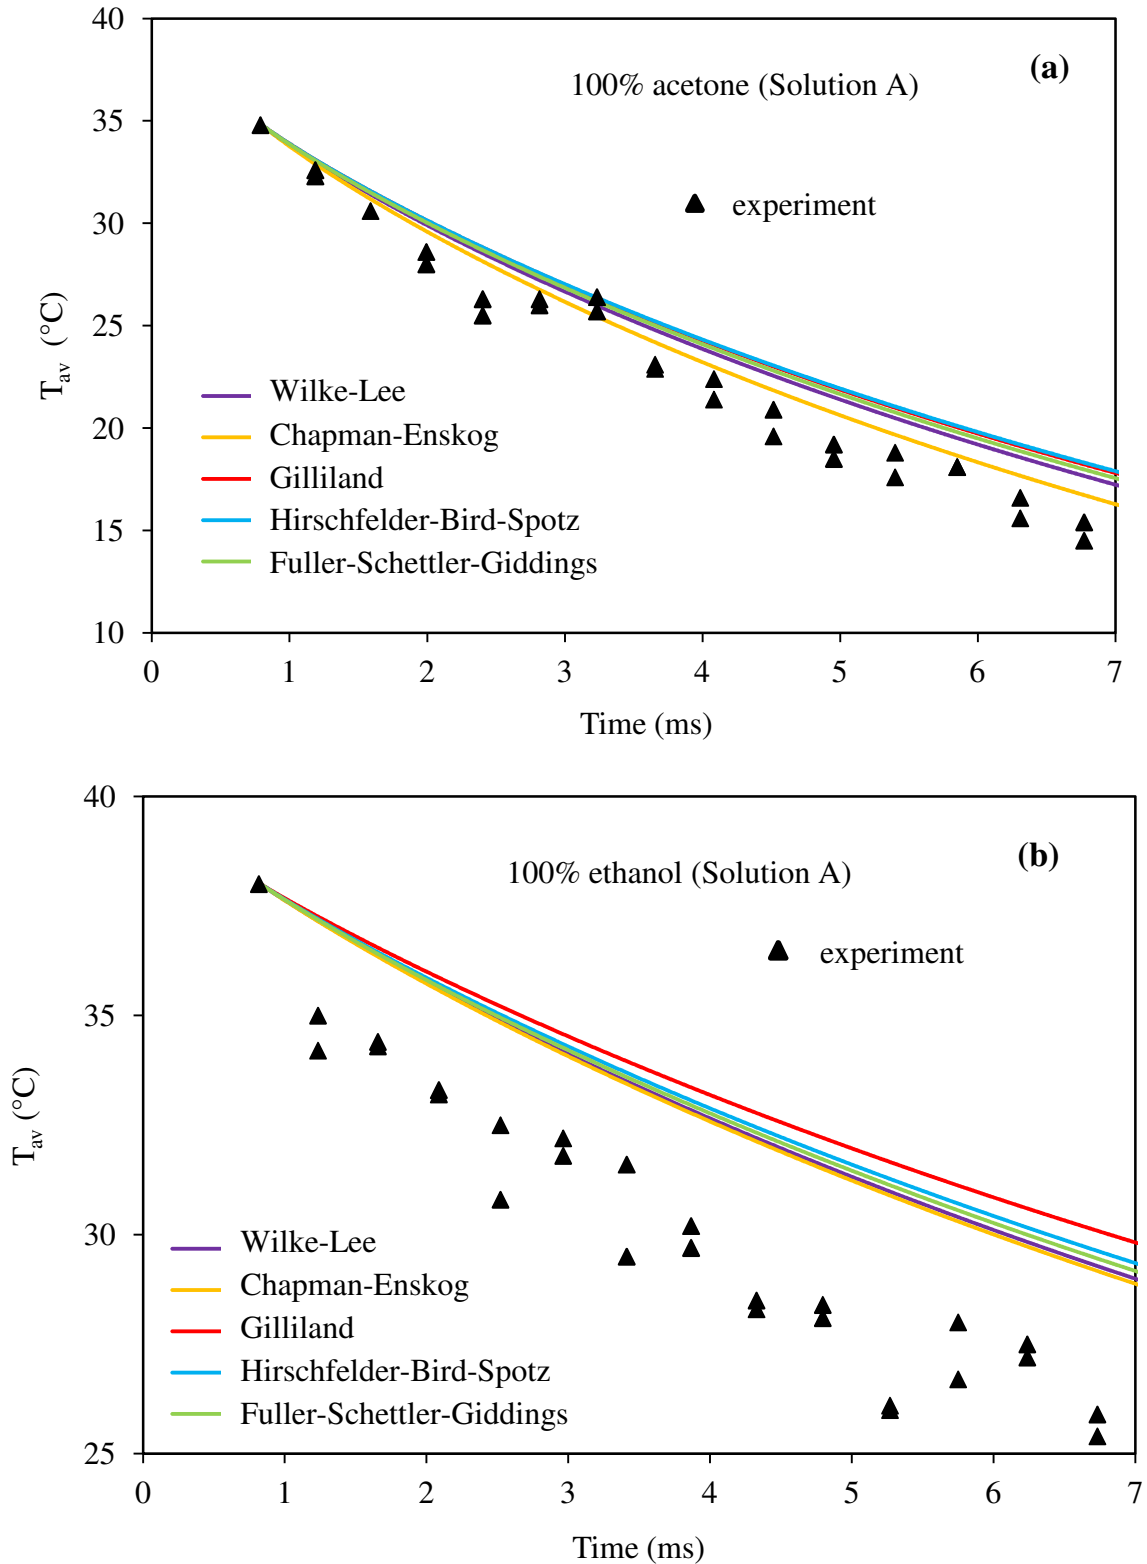 40
35
30
25
20
15
10
T_av (°C)
100% acetone (Solution A)
(a)
experiment
Wilke-Lee
Chapman-Enskog
Gilliland
Hirschfelder-Bird-Spotz
Fuller-Schettler-Giddings
0 1 2 3 4 5 6 7
Time (ms)
40
35
30
25
T_av (°C)
100% ethanol (Solution A)
(b)
experiment
Wilke-Lee
Chapman-Enskog
Gilliland
Hirschfelder-Bird-Spotz
Fuller-Schettler-Giddings
0 1 2 3 4 5 6 7
Time (ms)